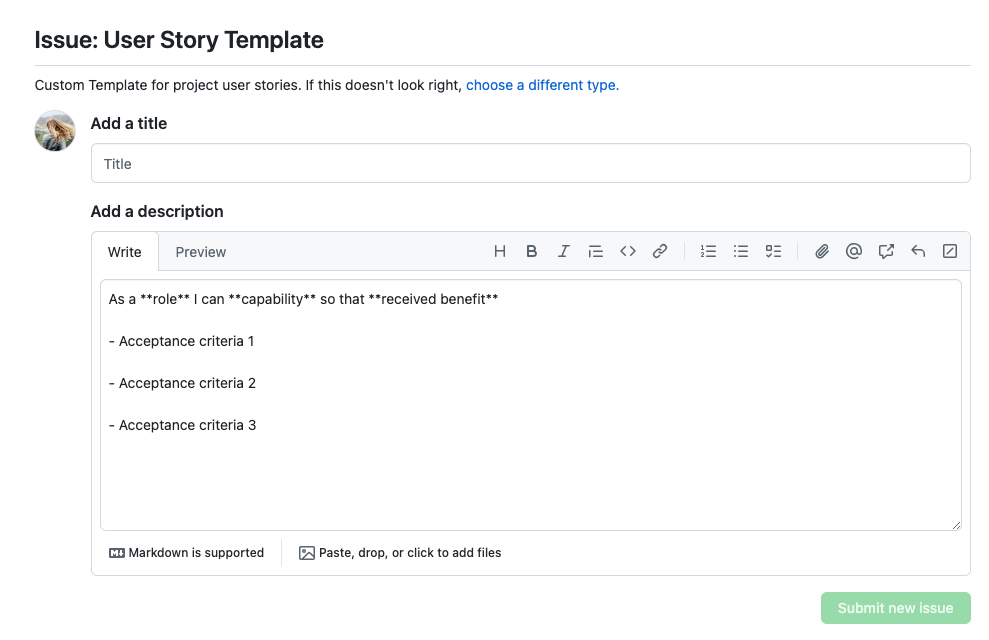 Issue: User Story Template
Custom Template for project user stories. If this doesn't look right, choose a different type.
Add a title
Title
Add a description
Write Preview
As a **role** I can **capability** so that **received benefit**
- Acceptance criteria 1
- Acceptance criteria 2
- Acceptance criteria 3
Markdown is supported Paste, drop, or click to add files
Submit new issue